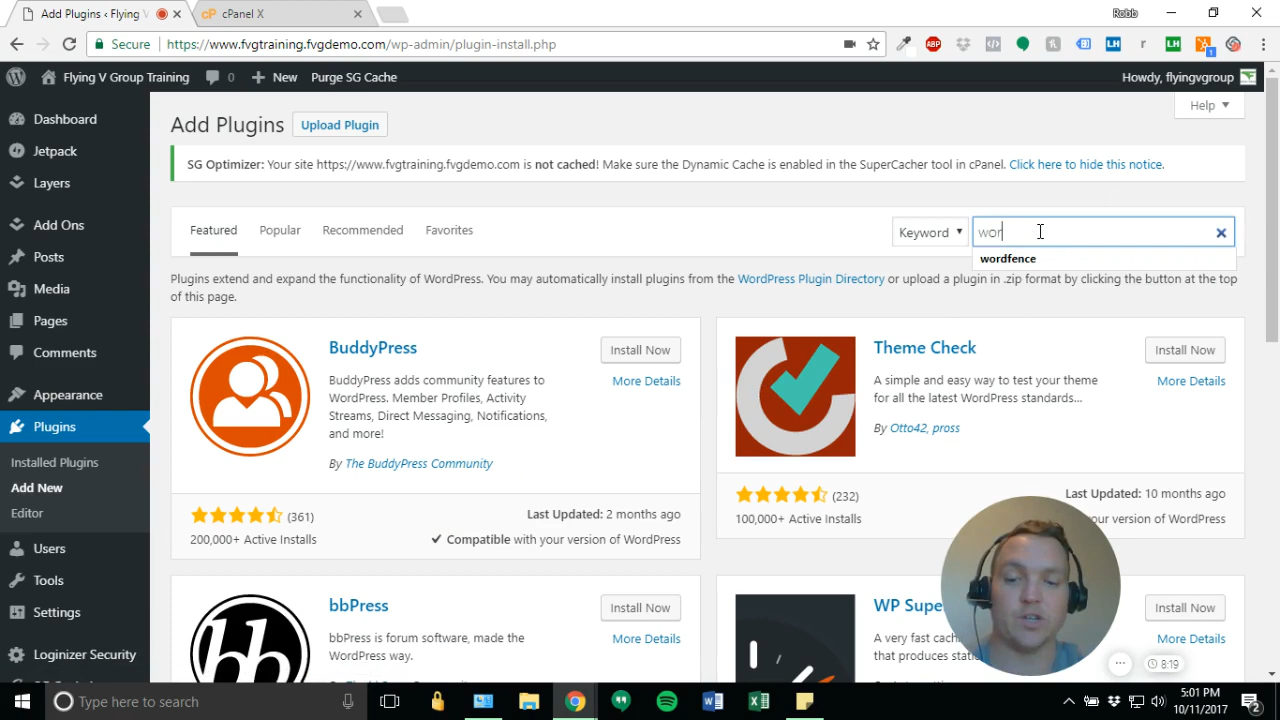 Add Plugins ‹ Flying V
cPanel X
Robb
Secure
https://www.fvgtraining.fvgdemo.com/wp-admin/plugin-install.php
Flying V Group Training
0
New
Purge SG Cache
Howdy, flyingvgroup
Dashboard
Jetpack
Layers
Add Ons
Posts
Media
Pages
Comments
Appearance
Plugins
Installed Plugins
Add New
Editor
Users
Tools
Settings
Loginizer Security
Help
Add Plugins
Upload Plugin
SG Optimizer: Your site https://www.fvgtraining.fvgdemo.com is not cached! Make sure the Dynamic Cache is enabled in the SuperCacher tool in cPanel. Click here to hide this notice.
Featured
Popular
Recommended
Favorites
Keyword
wor
wordfence
Plugins extend and expand the functionality of WordPress. You may automatically install plugins from the WordPress Plugin Directory or upload a plugin in .zip format by clicking the button at the top
of this page.
BuddyPress
Install Now
More Details
BuddyPress adds community features to
WordPress. Member Profiles, Activity
Streams, Direct Messaging, Notifications,
and more!
By The BuddyPress Community
(361)
200,000+ Active Installs
Last Updated: 2 months ago
Compatible with your version of WordPress
Theme Check
Install Now
More Details
A simple and easy way to test your theme
for all the latest WordPress standards...
By Otto42, pross
(232)
100,000+ Active Installs
Last Updated: 10 months ago
your version of WordPress
bbPress
Install Now
More Details
bbPress is forum software, made the
WordPress way.
WP Supe
Install Now
More Details
A very fast cach
that produces stati
8:19
Type here to search
5:01 PM
10/11/2017
2